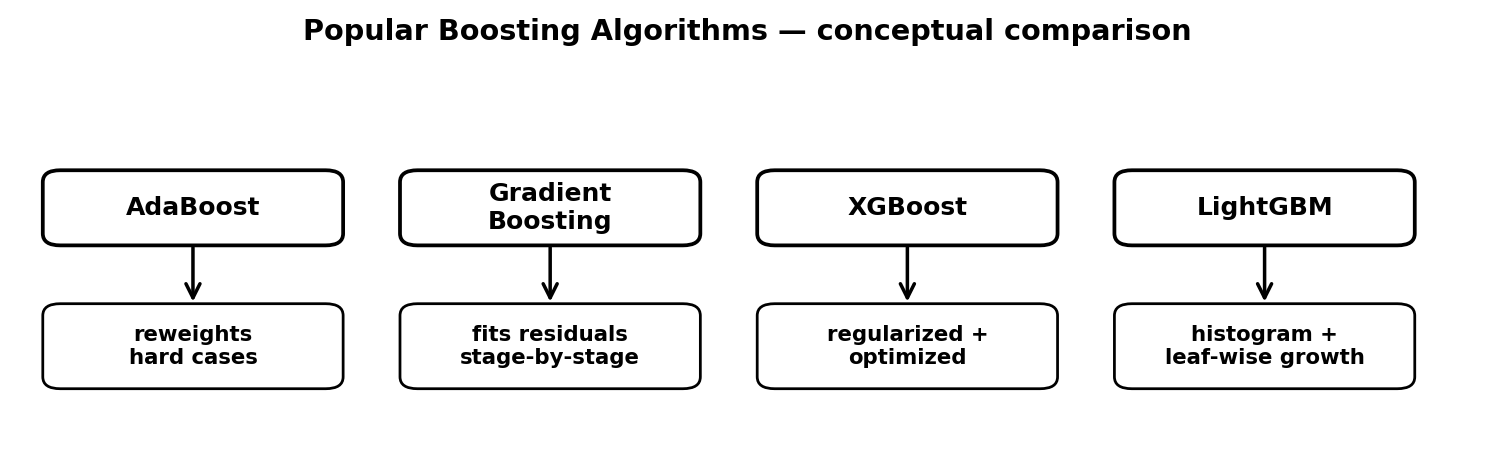 Popular Boosting Algorithms — conceptual comparison
AdaBoost
Gradient
Boosting
XGBoost
LightGBM
reweights
hard cases
fits residuals
stage-by-stage
regularized +
optimized
histogram +
leaf-wise growth